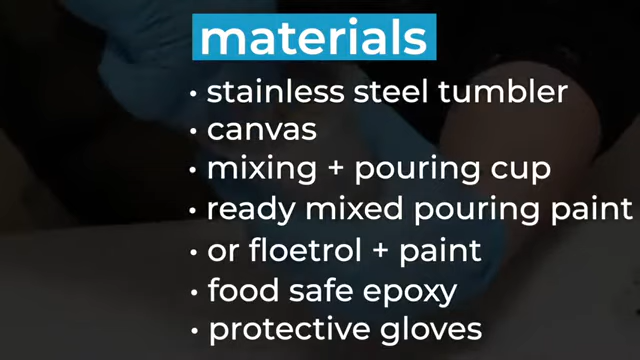 materials
• stainless steel tumbler
• canvas
• mixing + pouring cup
• ready mixed pouring paint
• or floetrol + paint
• food safe epoxy
• protective gloves